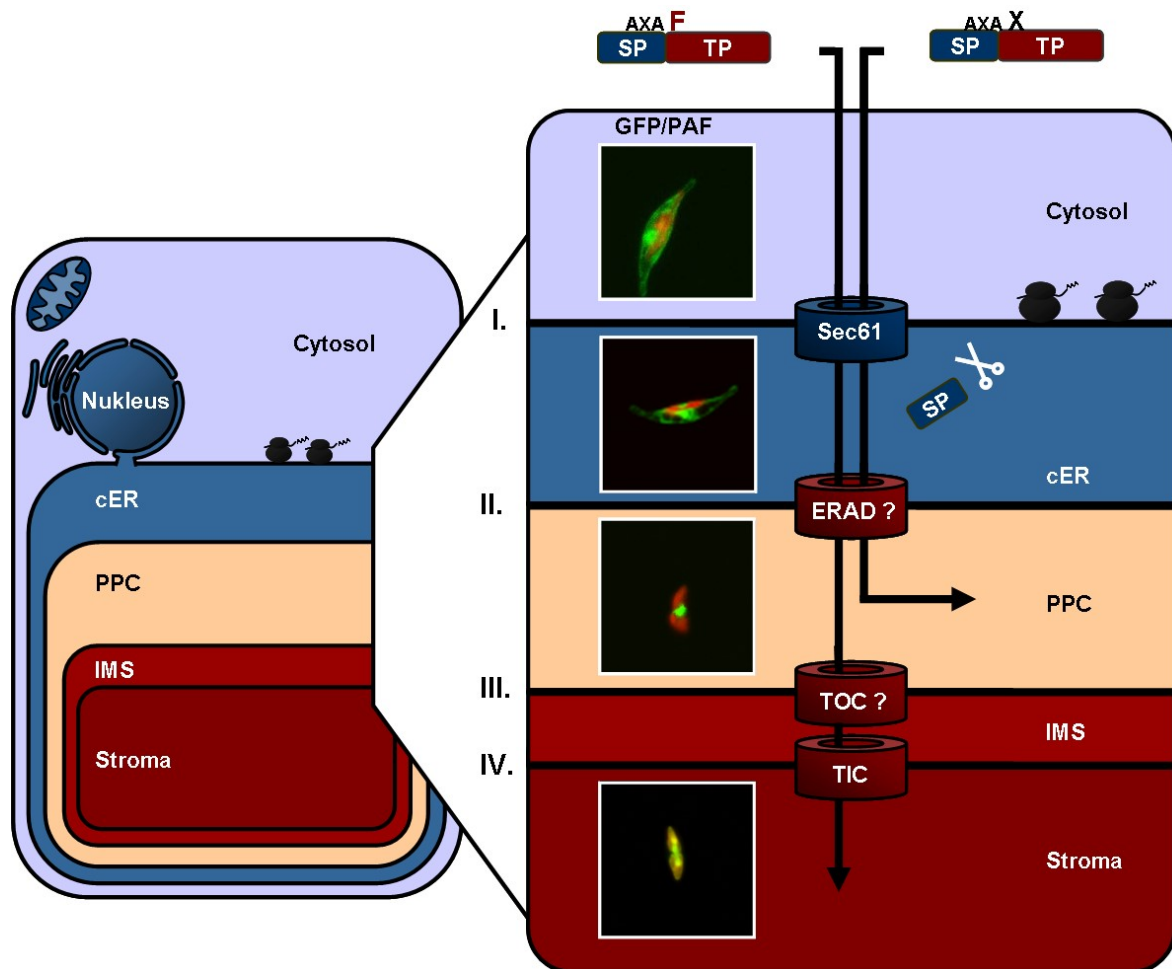 Cytosol
Nukleus
cER
PPC
IMS
Stroma
AXA F
SP TP
AXA X
SP TP
GFP/PAF
Cytosol
I.
Sec61
SP
cER
II.
ERAD ?
PPC
III.
TOC ?
IMS
IV.
TIC
Stroma